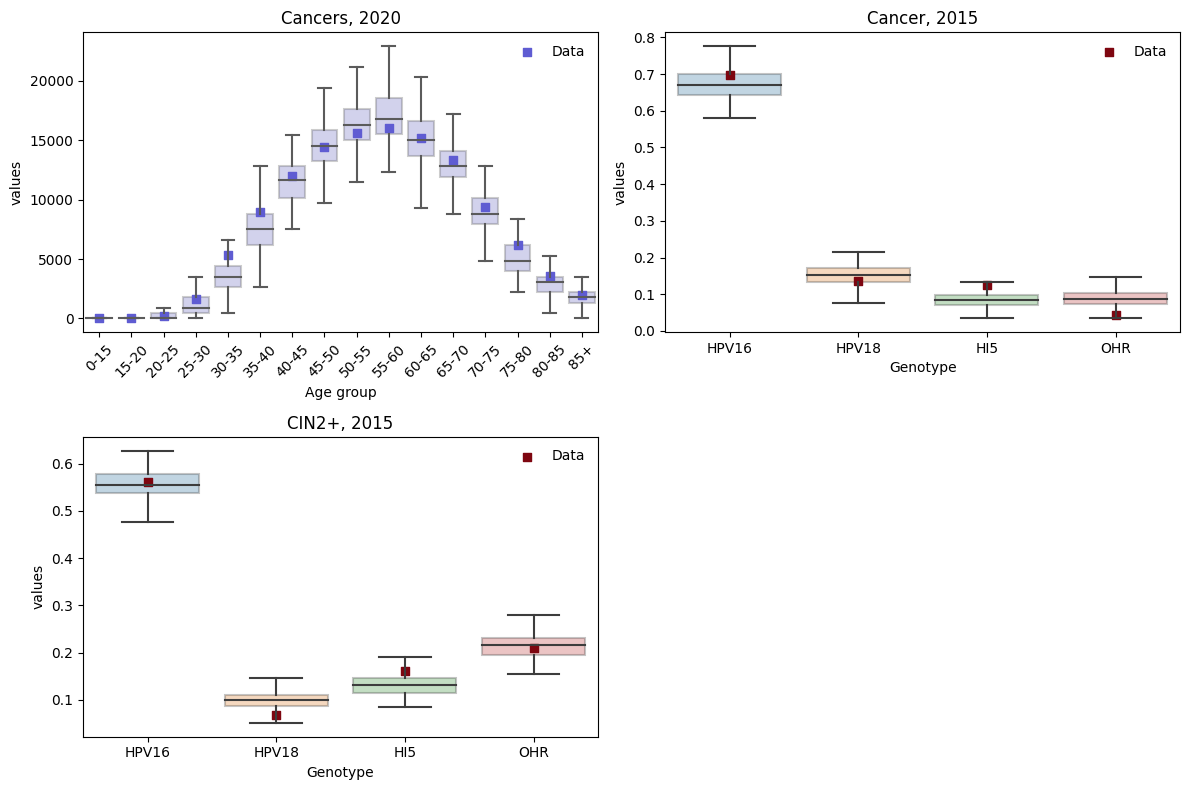 Cancers, 2020
Data
values
20000
15000
10000
5000
0
0-15
15-20
20-25
25-30
30-35
35-40
40-45
45-50
50-55
55-60
60-65
65-70
70-75
75-80
80-85
85+
Age group
Cancer, 2015
Data
values
0.8
0.7
0.6
0.5
0.4
0.3
0.2
0.1
0.0
HPV16
HPV18
HI5
OHR
Genotype
CIN2+, 2015
Data
values
0.6
0.5
0.4
0.3
0.2
0.1
HPV16
HPV18
HI5
OHR
Genotype